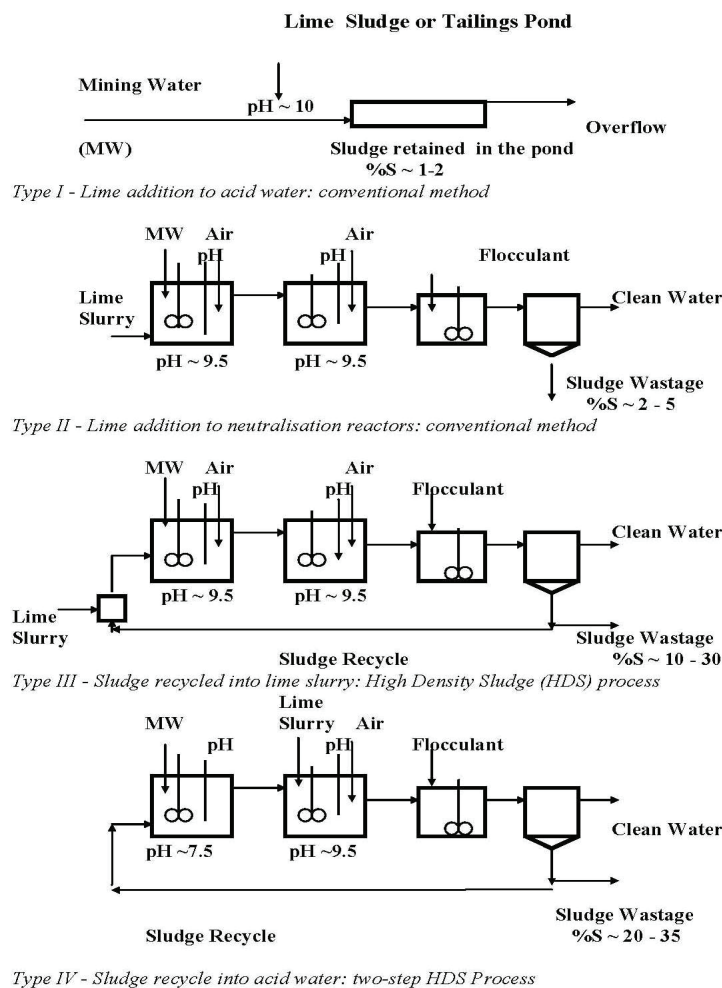 Lime Sludge or Tailings Pond
Mining Water
pH ~ 10
Overflow
(MW)
Sludge retained in the pond
%S ~ 1-2
Type I - Lime addition to acid water: conventional method
MW Air Air Flocculant
pH pH
Lime
Slurry
Clean Water
pH ~ 9.5 pH ~ 9.5
Sludge Wastage
%S ~ 2 - 5
Type II - Lime addition to neutralisation reactors: conventional method
MW Air Air
pH pH Flocculant
Clean Water
pH ~ 9.5 pH ~ 9.5
Lime
Slurry
Sludge Wastage
%S ~ 10 - 30
Sludge Recycle
Type III - Sludge recycled into lime slurry: High Density Sludge (HDS) process
Lime
Slurry
MW Air
pH pH Flocculant
Clean Water
pH ~7.5 pH ~9.5
Sludge Wastage
%S ~ 20 - 35
Sludge Recycle
Type IV - Sludge recycle into acid water: two-step HDS Process